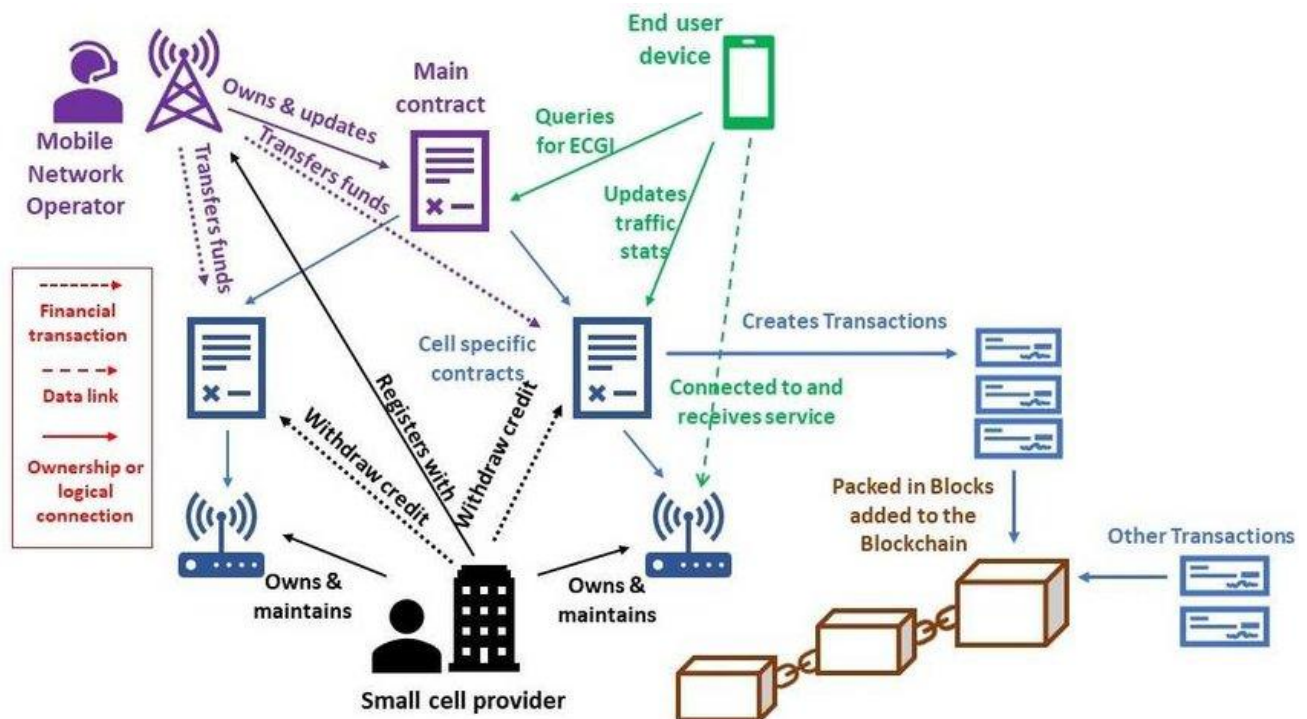 End user
device
Main
contract
Owns & updates
Transfers funds
Transfers funds
Queries
for ECGI
Mobile
Network
Operator
Updates
traffic
stats
Financial
transaction
Data link
Ownership or
logical
connection
Cell specific
contracts
Creates Transactions
Connected to and
receives service
Registers with
Withdraw credit
Withdraw credit
Packed in Blocks
added to the
Blockchain
Other Transactions
Owns &
maintains
Owns &
maintains
Small cell provider